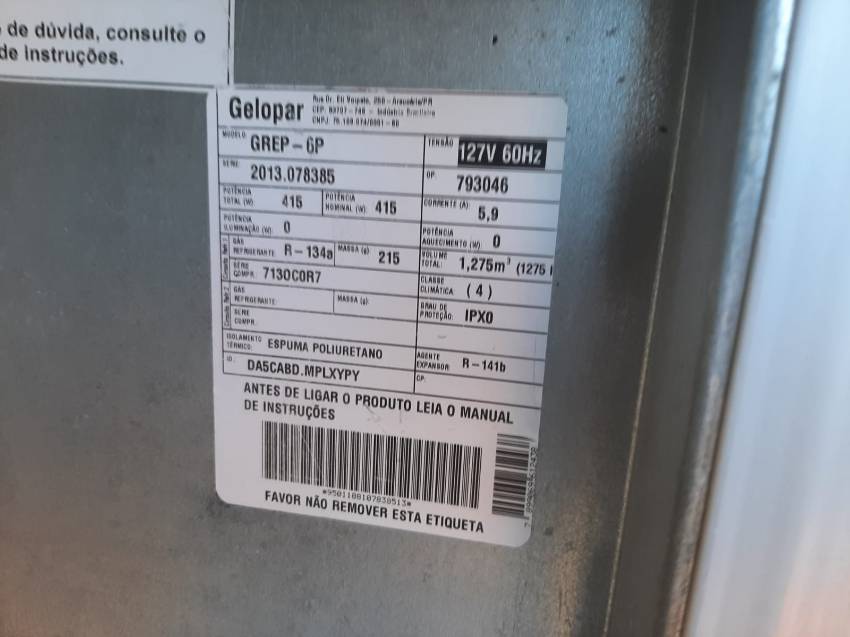 de dúvida, consulte o
de instruções.
Gelopar
CNPJ:
MODELO:
GREP-6P
TENSÃO
127V 60Hz
SÉRIE:
2013.078385
OP:
793046
POTÊNCIA TOTAL (W): 415
POTÊNCIA NOMINAL (W): 415
CORRENTE (A): 5,9
POTÊNCIA ILUMINAÇÃO (W): 0
POTÊNCIA AQUECIMENTO (W) 0
GÁS REFRIGERANTE: R-134a
MASSA (g): 215
VOLUME TOTAL: 1,275m³ (1275 l
SÉRIE COMPR.: 7130C0R7
CLASSE CLIMÁTICA: (4)
GÁS REFRIGERANTE:
MASSA (g):
GRAU DE PROTEÇÃO: IPX0
SÉRIE COMPR.:
ISOLAMENTO TÉRMICO: ESPUMA POLIURETANO
AGENTE EXPANSOR: R-141b
ID.: DA5CABD.MPLXYPY
CP:
ANTES DE LIGAR O PRODUTO LEIA O MANUAL
DE INSTRUÇÕES
FAVOR NÃO REMOVER ESTA ETIQUETA